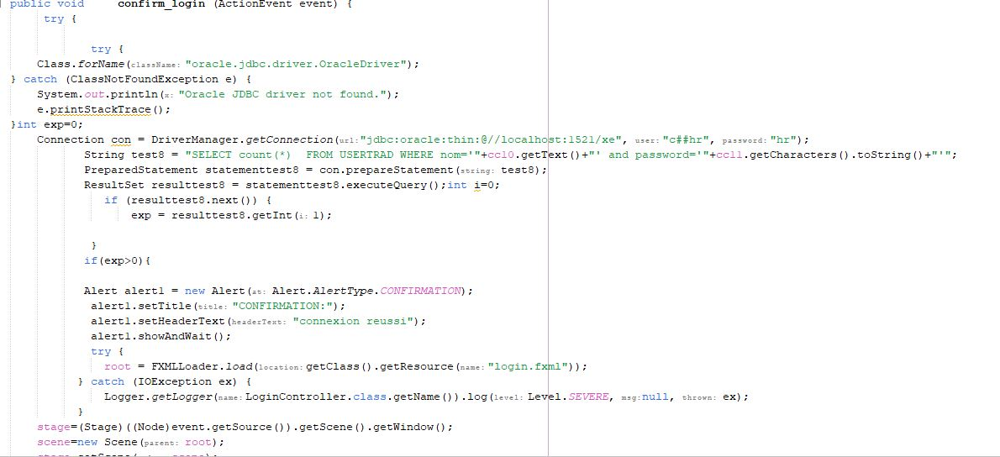 public void confirm_login (ActionEvent event) {
try {
try {
Class.forName(className: "oracle.jdbc.driver.OracleDriver");
} catch (ClassNotFoundException e) {
System.out.println(x: "Oracle JDBC driver not found.");
e.printStackTrace();
}int exp=0;
Connection con = DriverManager.getConnection(url:"jdbc:oracle:thin:@//localhost:1521/xe", user: "c##hr", password: "hr");
String test8 = "SELECT count(*)  FROM USERTRAD WHERE nom='"+cc10.getText()+"' and password='"+cc11.getCharacters().toString()+"'";
PreparedStatement statementtest8 = con.prepareStatement(string: test8);
ResultSet resulttest8 = statementtest8.executeQuery();int i=0;
if (resulttest8.next()) {
exp = resulttest8.getInt(i: 1);
}
if(exp>0){
Alert alert1 = new Alert(at: Alert.AlertType.CONFIRMATION);
alert1.setTitle(title: "CONFIRMATION:");
alert1.setHeaderText(headerText: "connexion reussi");
alert1.showAndWait();
try {
root = FXMLLoader.load(location: getClass().getResource(name: "login.fxml"));
} catch (IOException ex) {
Logger.getLogger(name: LoginController.class.getName()).log(level: Level.SEVERE, msg:null, thrown: ex);
}
stage=(Stage)((Node)event.getSource()).getScene().getWindow();
scene=new Scene(parent: root);